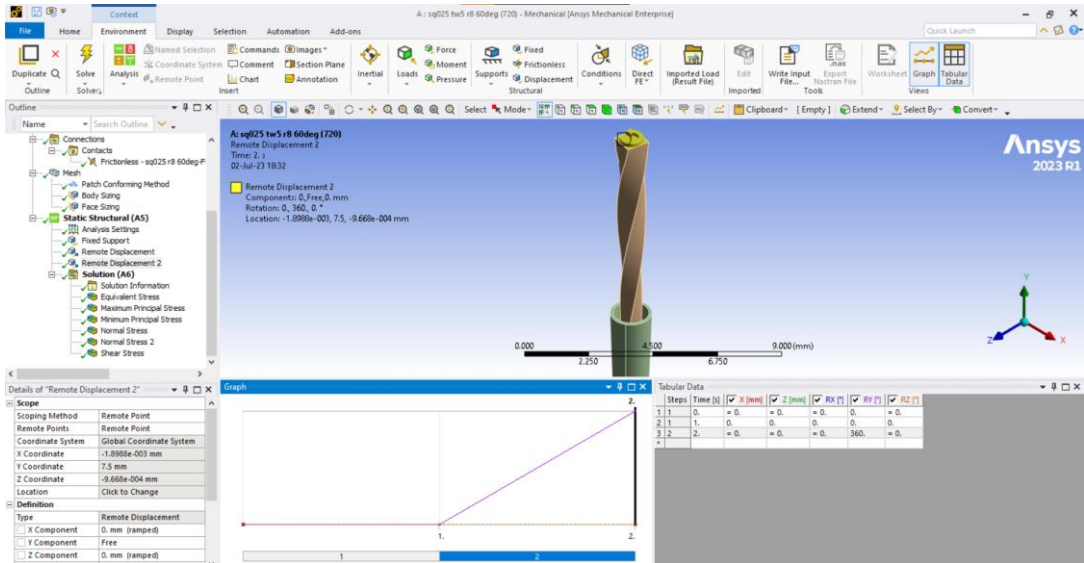 Context
A : sq025 tw5 r8 60deg (720) - Mechanical [Ansys Mechanical Enterprise]
File Home Environment Display Selection Automation Add-ons
Quick Launch
Duplicate Q
Outline
Solve
Solver
Analysis
Named Selection
Coordinate System
Remote Point
Commands
Comment
Chart
Images
Section Plane
Annotation
Insert
Inertial
Loads
Force
Moment
Pressure
Supports
Fixed
Frictionless
Displacement
Structural
Conditions
Direct FE
Imported Load (Result File)
Edit
Imported
Write Input File...
Export Nastran File
.nas
Tools
Worksheet
Graph
Tabular Data
Views
Outline
Name
Search Outline
Select Mode Clipboard [ Empty ] Extend Select By Convert
Connections
Contacts
Frictionless - sq025 r8 60deg-F
Mesh
Patch Conforming Method
Body Sizing
Face Sizing
Static Structural (A5)
Analysis Settings
Fixed Support
Remote Displacement
Remote Displacement 2
Solution (A6)
Solution Information
Equivalent Stress
Maximum Principal Stress
Minimum Principal Stress
Normal Stress
Normal Stress 2
Shear Stress
A: sq025 tw5 r8 60deg (720)
Remote Displacement 2
Time: 2. s
02-Jul-23 18:32
Remote Displacement 2
Components: 0.,Free,0. mm
Rotation: 0., 360., 0. °
Location: -1.8988e-003, 7.5, -9.668e-004 mm
Ansys
2023 R1
0.000 4.500 9.000 (mm)
2.250 6.750
Y
Z X
Details of "Remote Displacement 2"
Scope
Scoping Method Remote Point
Remote Points Remote Point
Coordinate System Global Coordinate System
X Coordinate -1.8988e-003 mm
Y Coordinate 7.5 mm
Z Coordinate -9.668e-004 mm
Location Click to Change
Definition
Type Remote Displacement
X Component 0. mm (ramped)
Y Component Free
Z Component 0. mm (ramped)
Graph
2.
1. 2.
1 2
Tabular Data
Steps Time [s] X [mm] Z [mm] RX [°] RY [°] RZ [°]
1 1 0. = 0. = 0. = 0. 0. = 0.
2 1 1. 0. 0. 0. 0. 0.
3 2 2. = 0. = 0. = 0. 360. = 0.
*